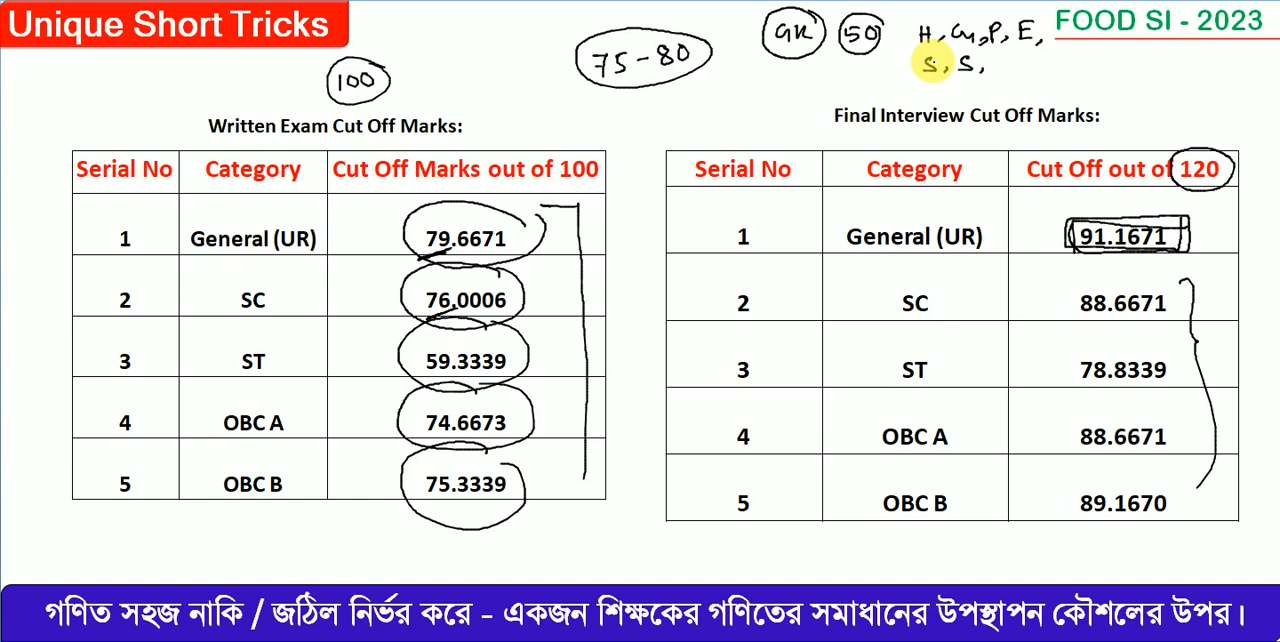 Unique Short Tricks
FOOD SI - 2023
GK 50 H, G, P, E,
S, S,
75-80
100
Written Exam Cut Off Marks:
Serial No Category Cut Off Marks out of 100
1 General (UR) 79.6671
2 SC 76.0006
3 ST 59.3339
4 OBC A 74.6673
5 OBC B 75.3339
Final Interview Cut Off Marks:
Serial No Category Cut Off out of 120
1 General (UR) 91.1671
2 SC 88.6671
3 ST 78.8339
4 OBC A 88.6671
5 OBC B 89.1670
গণিত সহজ নাকি / জঠিল নির্ভর করে - একজন শিক্ষকের গণিতের সমাধানের উপস্থাপন কৌশলের উপর।